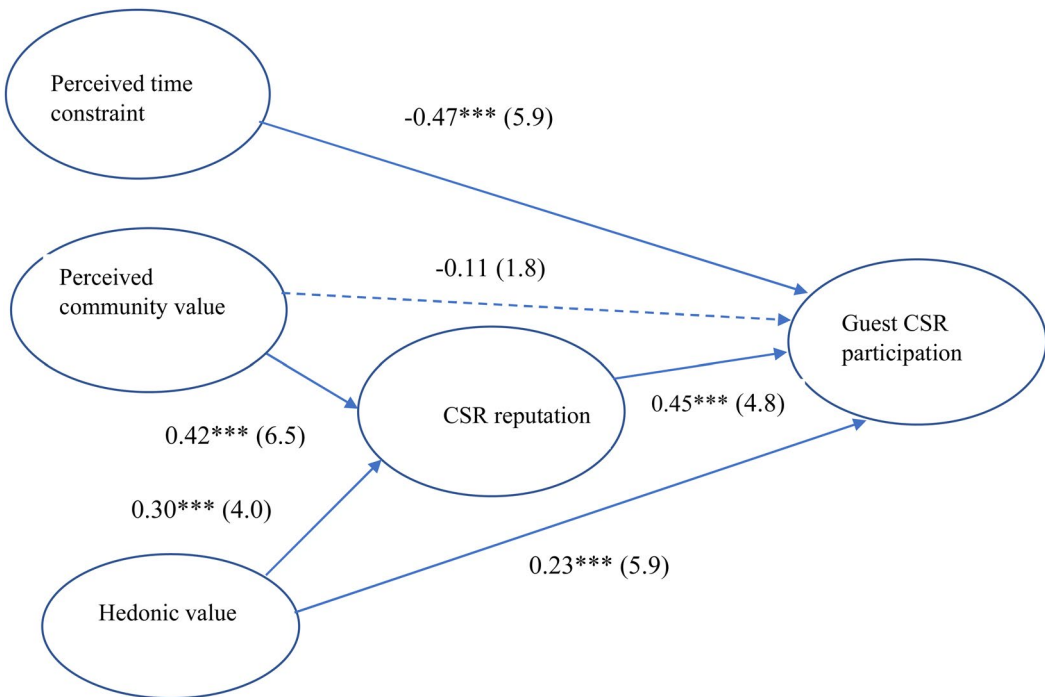 Perceived time
constraint
-0.47*** (5.9)
Perceived
community value
-0.11 (1.8)
Guest CSR
participation
CSR reputation
0.45*** (4.8)
0.42*** (6.5)
0.30*** (4.0)
0.23*** (5.9)
Hedonic value